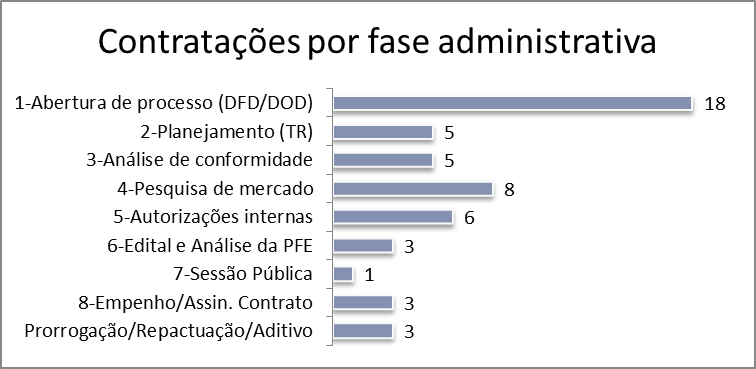 Contratações por fase administrativa
1-Abertura de processo (DFD/DOD) 18
2-Planejamento (TR) 5
3-Análise de conformidade 5
4-Pesquisa de mercado 8
5-Autorizações internas 6
6-Edital e Análise da PFE 3
7-Sessão Pública 1
8-Empenho/Assin. Contrato 3
Prorrogação/Repactuação/Aditivo 3